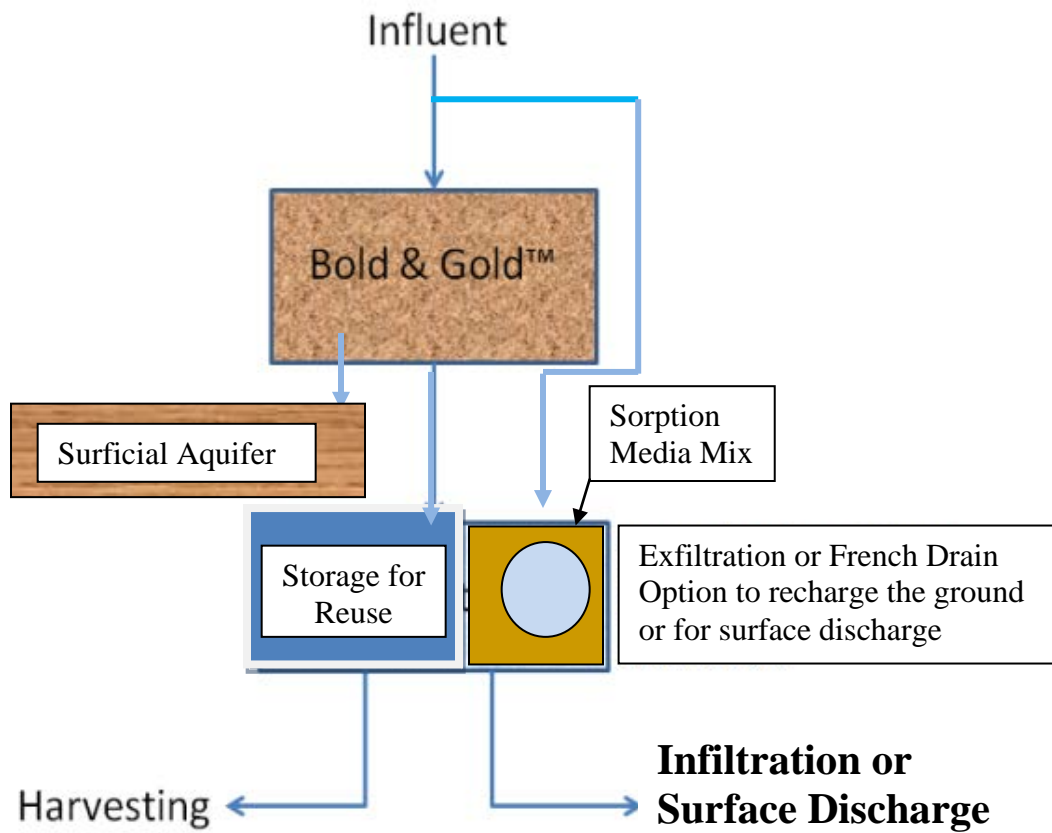 Influent
Bold & Gold™
Sorption
Media Mix
Surficial Aquifer
Storage for
Reuse
Exfiltration or French Drain
Option to recharge the ground
or for surface discharge
Infiltration or
Surface Discharge
Harvesting